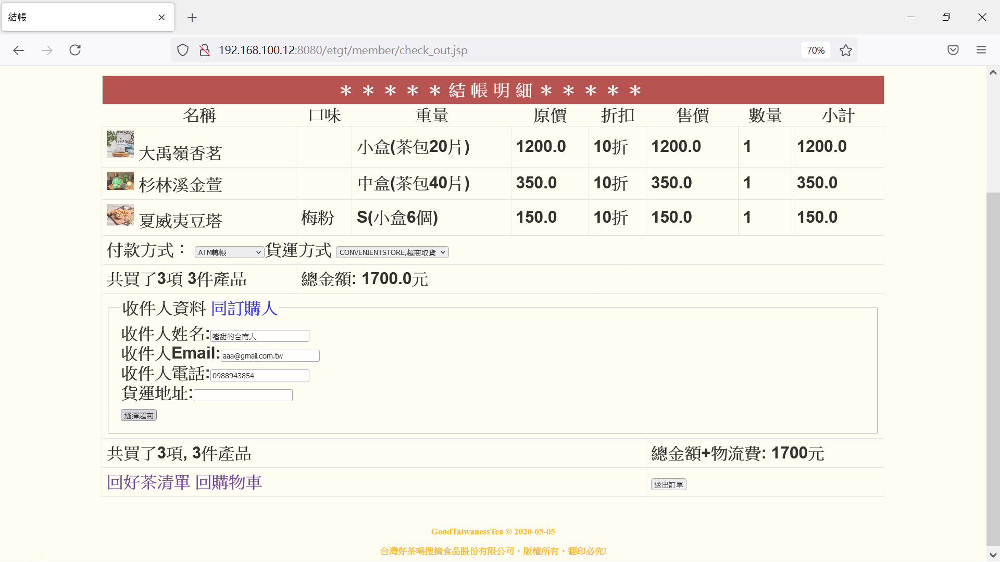 結帳
192.168.100.12:8080/etgt/member/check_out.jsp
70%
＊＊＊＊＊結帳明細＊＊＊＊＊
名稱 口味 重量 原價 折扣 售價 數量 小計
大禹嶺香茗 小盒(茶包20片) 1200.0 10折 1200.0 1 1200.0
杉林溪金萱 中盒(茶包40片) 350.0 10折 350.0 1 350.0
夏威夷豆塔 梅粉 S(小盒6個) 150.0 10折 150.0 1 150.0
付款方式： ATM轉帳 貨運方式 CONVENIENTSTORE,超商取貨
共買了3項 3件產品 總金額: 1700.0元
收件人資料 同訂購人
收件人姓名:嗜甜的台南人
收件人Email:aaa@gmail.com.tw
收件人電話:0988943854
貨運地址:
選擇超商
共買了3項, 3件產品 總金額+物流費: 1700元
回好茶清單 回購物車 送出訂單
GoodTaiwanessTea © 2020-05-05
台灣好茶喝搜摘食品股份有限公司，版權所有，翻印必究!